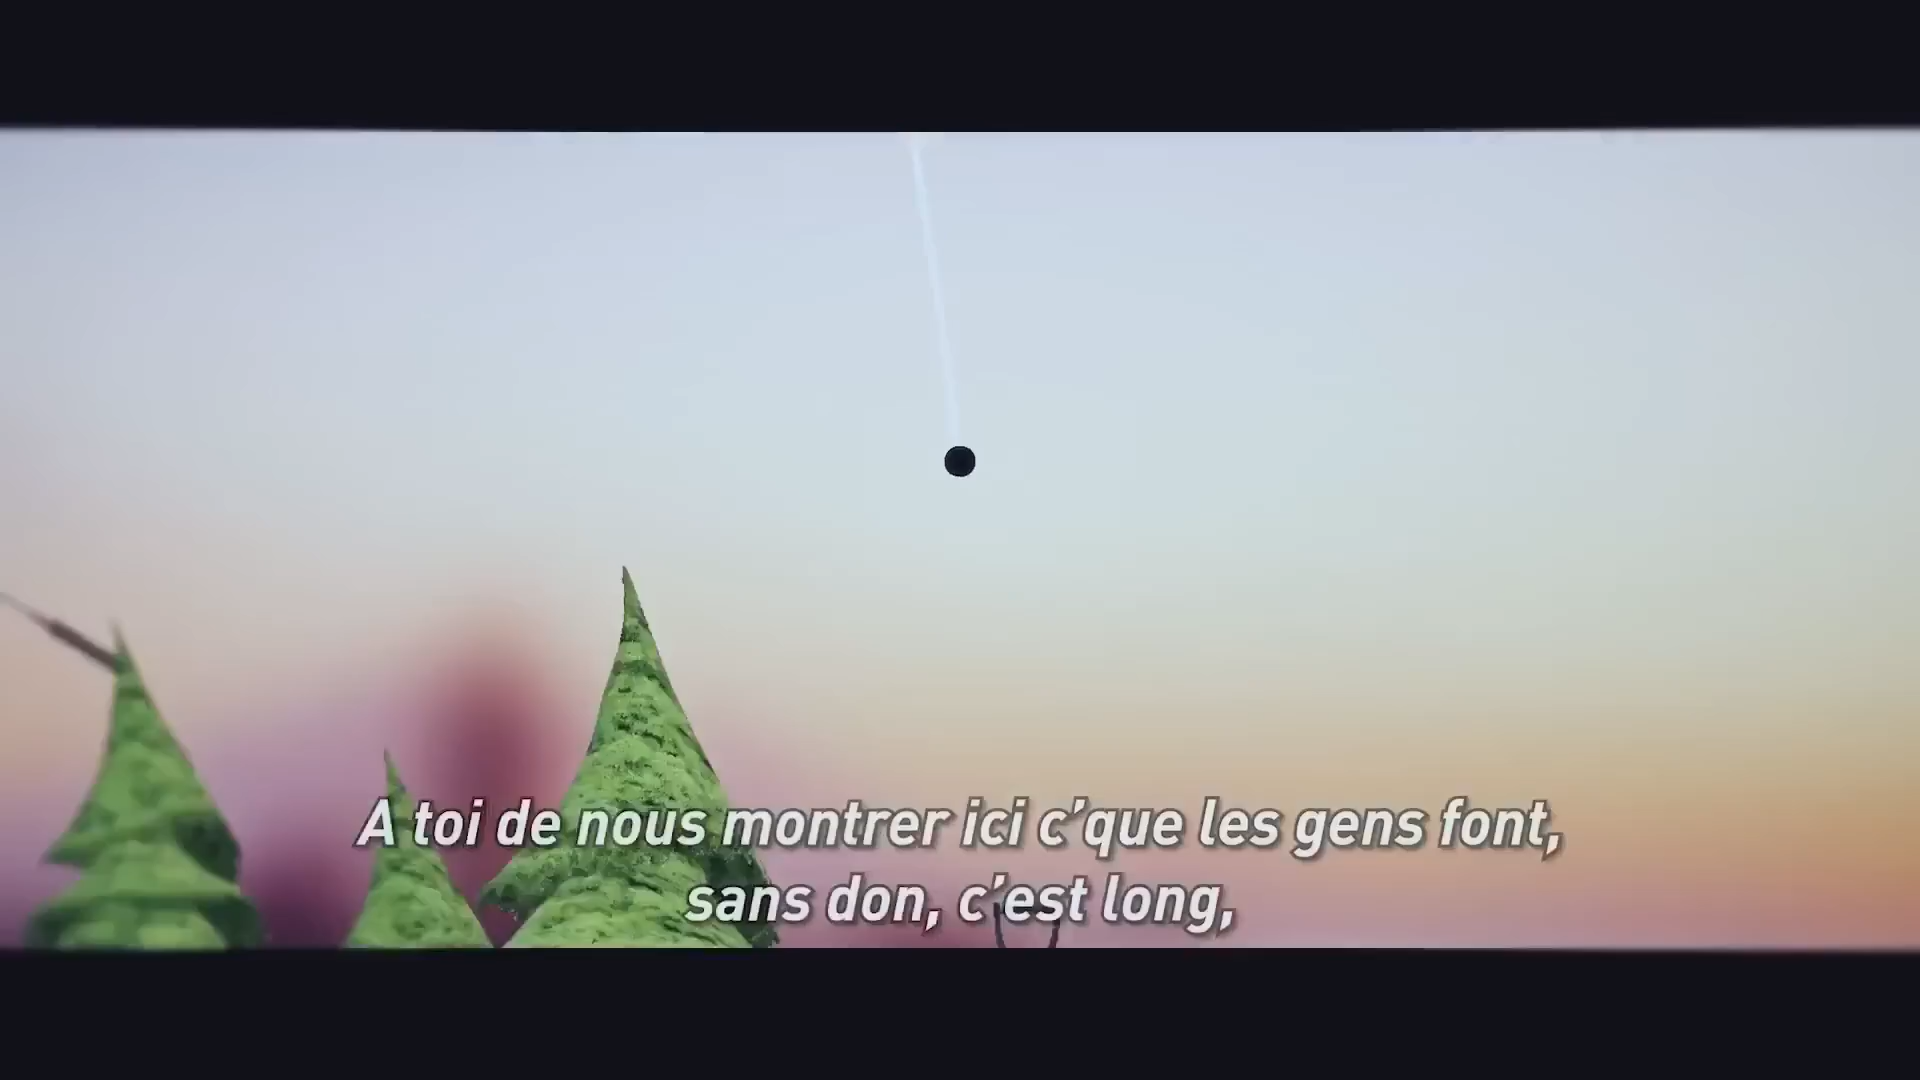 A toi de nous montrer ici c’que les gens font,
sans don, c’est long,